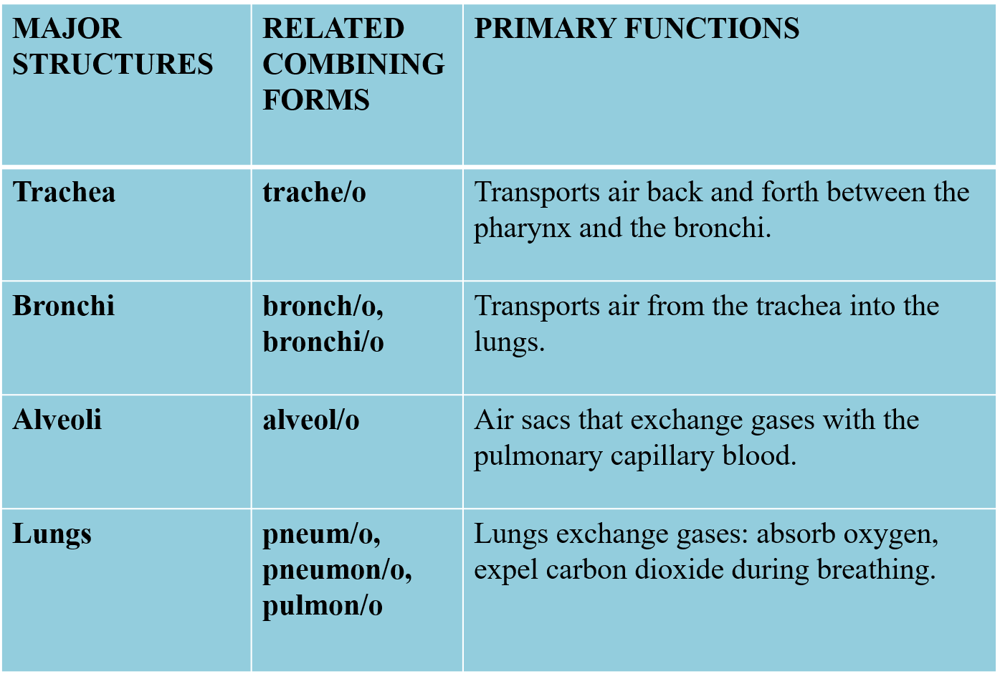 MAJOR
STRUCTURES
RELATED
COMBINING
FORMS
PRIMARY FUNCTIONS
Trachea
trache/o
Transports air back and forth between the
pharynx and the bronchi.
Bronchi
bronch/o,
bronchi/o
Transports air from the trachea into the
lungs.
Alveoli
alveol/o
Air sacs that exchange gases with the
pulmonary capillary blood.
Lungs
pneum/o,
pneumon/o,
pulmon/o
Lungs exchange gases: absorb oxygen,
expel carbon dioxide during breathing.